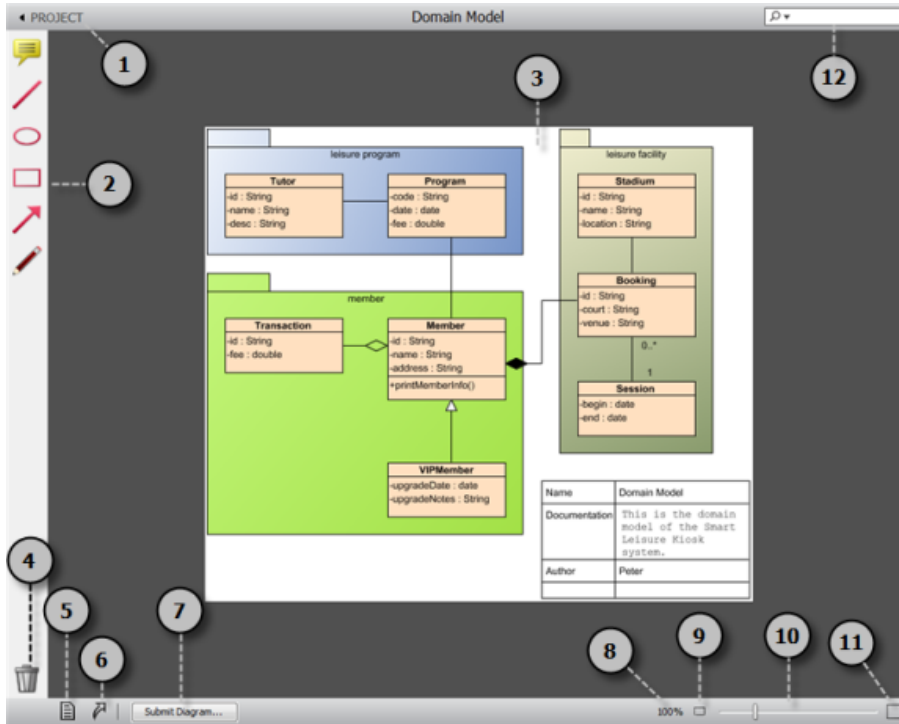 PROJECT
Domain Model
1
12
3
2
leisure program
Tutor
-id : String
-name : String
-desc : String
Program
-code : String
-date : date
-fee : double
leisure facility
Stadium
-id : String
-name : String
-location : String
Booking
-id : String
-court : String
-venue : String
0..*
1
Session
-begin : date
-end : date
member
Transaction
-id : String
-fee : double
Member
-id : String
-name : String
-address : String
+printMemberInfo()
VIPMember
-upgradeDate : date
-upgradeNotes : String
Name Domain Model
Documentation This is the domain
model of the Smart
Leisure Kiosk
system.
Author Peter
4
5
6
7
8
9
10
11
Submit Diagram...
100%